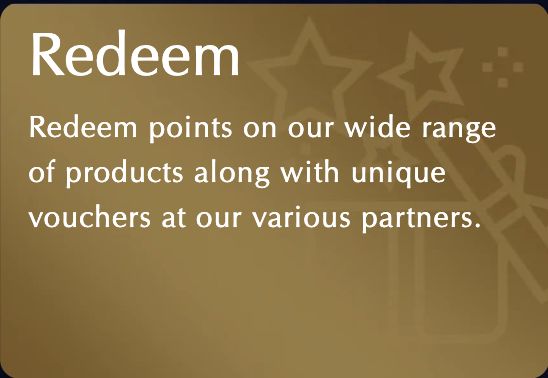 Redeem
Redeem points on our wide range
of products along with unique
vouchers at our various partners.